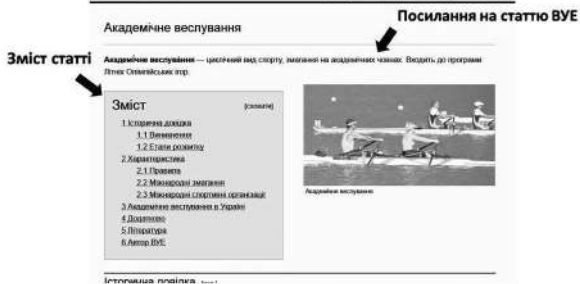 Посилання на статтю ВУЕ
Академічне веслування
Зміст статті
Академічне веслування — циклічний вид спорту, змагання на академічних човнах. Входить до програми
Літніх Олімпійських ігор.
Зміст [сховати]
1 Історична довідка
1.1 Визначення
1.2 Етапи розвитку
2 Характеристика
2.1 Правила
2.2 Міжнародні змагання
2.3 Міжнародні спортивні організації
3 Академічне веслування в Україні
4 Додатково
5 Література
6 Автор ВУЕ
Академічне веслування
Історична довідка